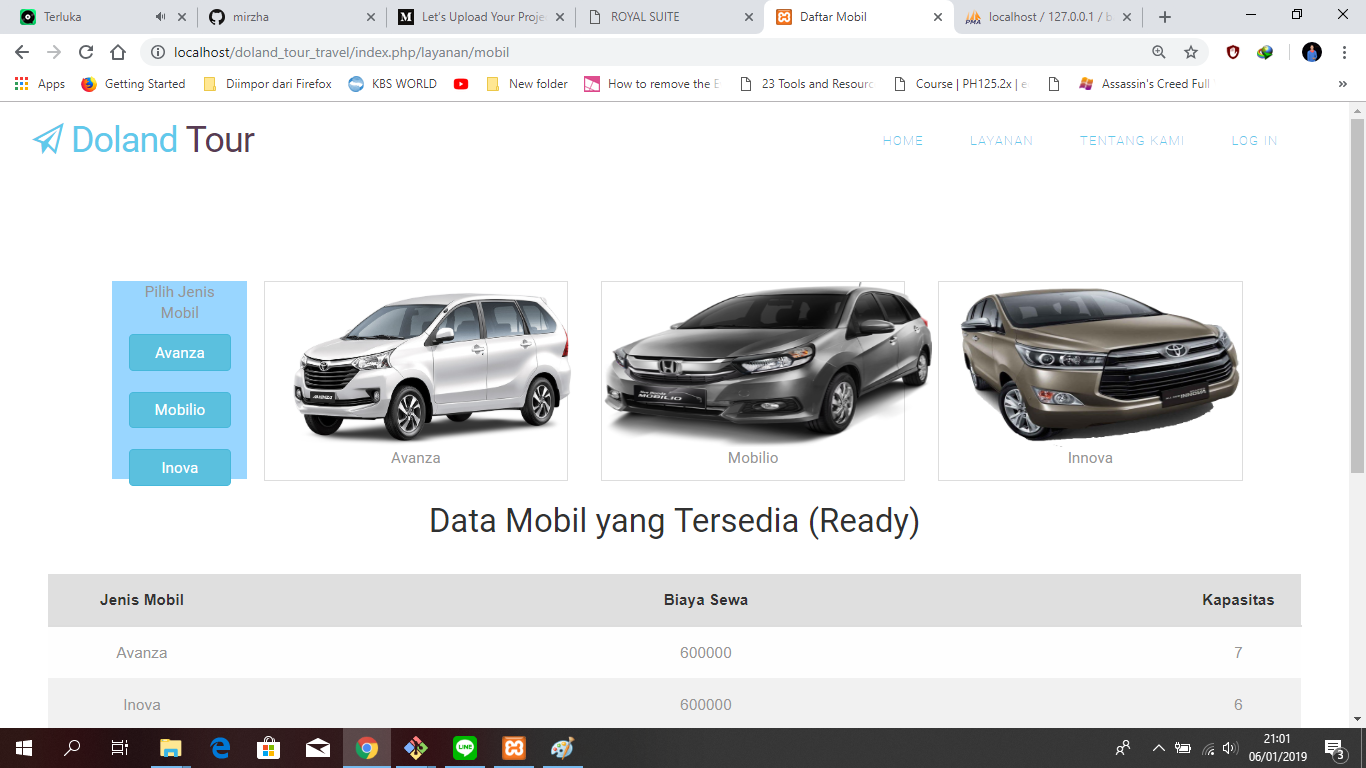 Terluka
mirzha
Let's Upload Your Proje
ROYAL SUITE
Daftar Mobil
localhost / 127.0.0.1 / b
localhost/doland_tour_travel/index.php/layanan/mobil
Apps
Getting Started
Diimpor dari Firefox
KBS WORLD
New folder
How to remove the E
23 Tools and Resourc
Course | PH125.2x | e
Assassin's Creed Full
»
Doland Tour
HOME
LAYANAN
TENTANG KAMI
LOG IN
Pilih Jenis
Mobil
Avanza
Mobilio
Inova
AVANZA
Avanza
MOBILIO
Mobilio
Innova
Data Mobil yang Tersedia (Ready)
Jenis Mobil Biaya Sewa Kapasitas
Avanza 600000 7
Inova 600000 6
LINE
21:01
06/01/2019
3